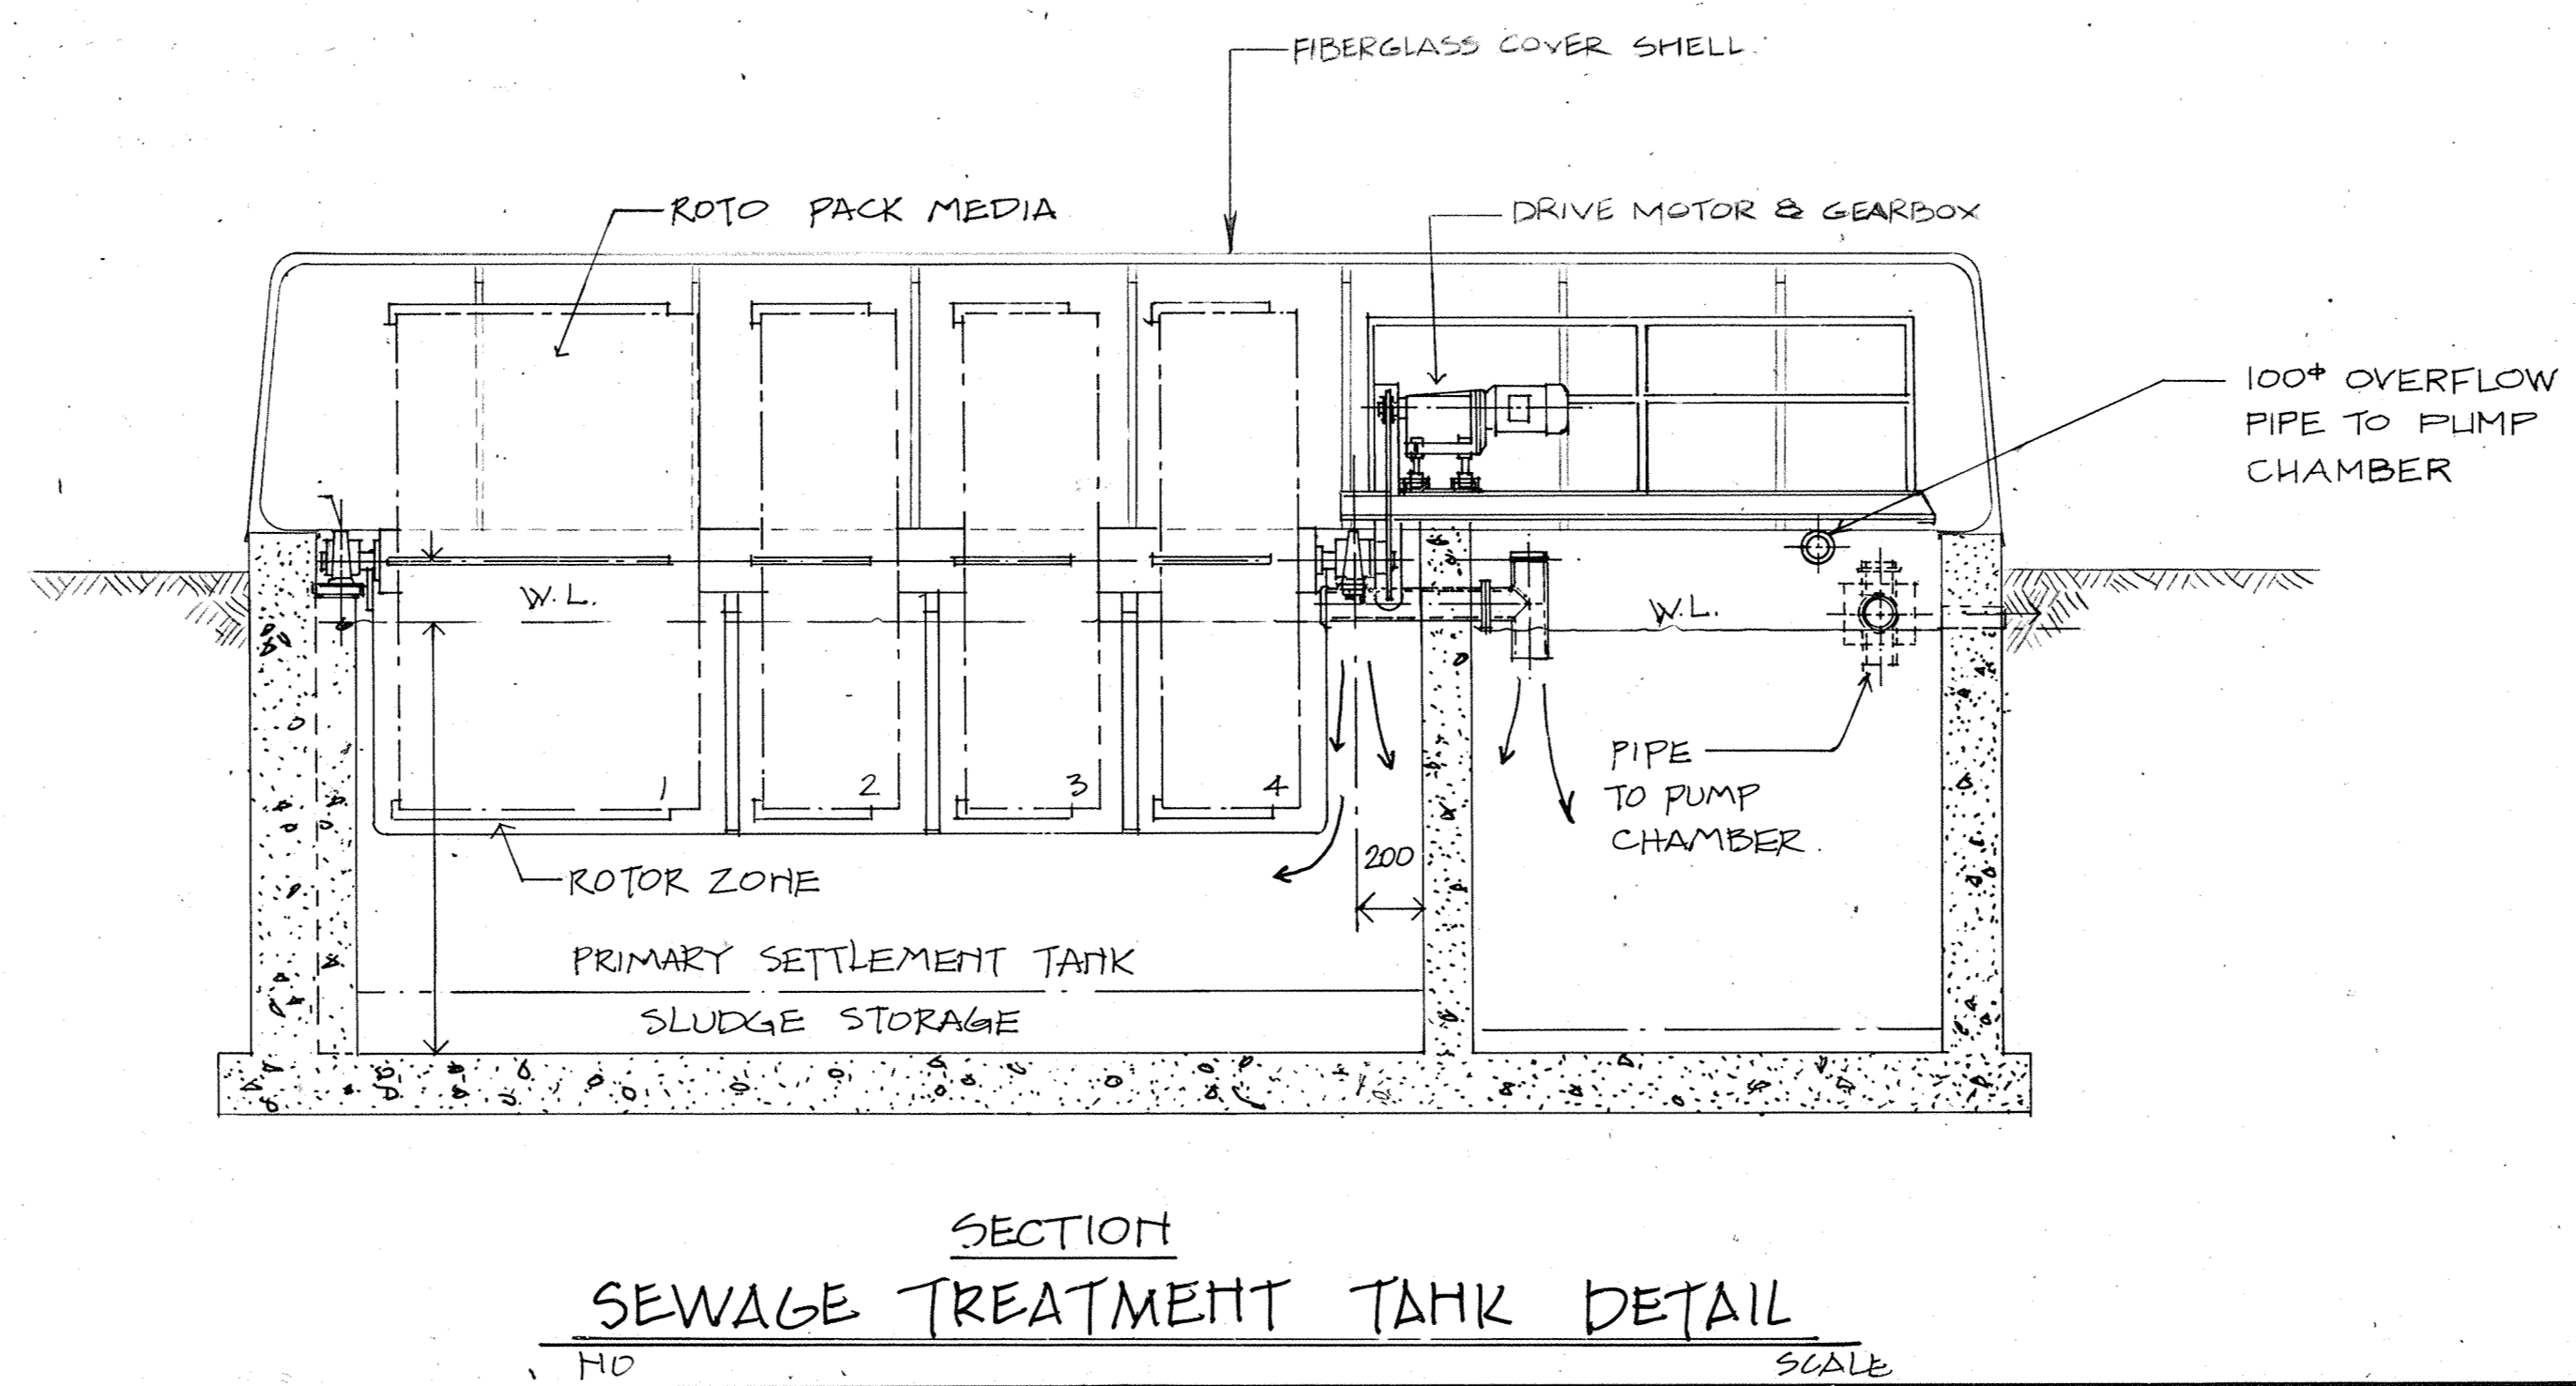 FIBERGLASS COVER SHELL.
ROTO PACK MEDIA
DRIVE MOTOR & GEARBOX
100ϕ OVERFLOW
PIPE TO PUMP
CHAMBER
W.L.
W.L.
1
2
3
4
PIPE
TO PUMP
CHAMBER.
200
ROTOR ZONE
PRIMARY SETTLEMENT TANK
SLUDGE STORAGE
SECTION
SEWAGE TREATMENT TANK DETAIL
NO SCALE